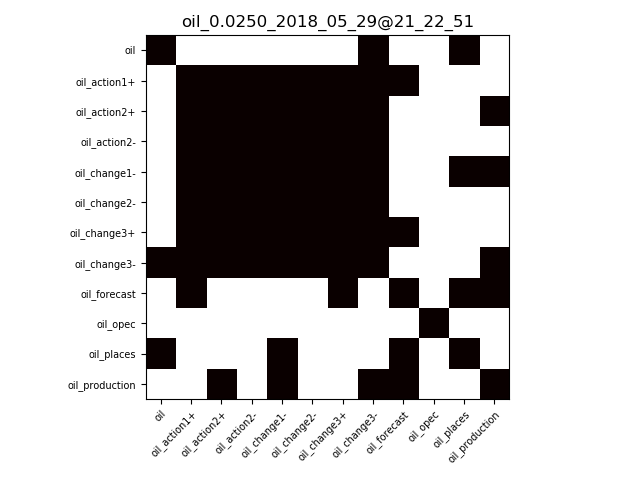 oil_0.0250_2018_05_29@21_22_51
oil
oil_action1+
oil_action2+
oil_action2-
oil_change1-
oil_change2-
oil_change3+
oil_change3-
oil_forecast
oil_opec
oil_places
oil_production
oil
oil_action1+
oil_action2+
oil_action2-
oil_change1-
oil_change2-
oil_change3+
oil_change3-
oil_forecast
oil_opec
oil_places
oil_production